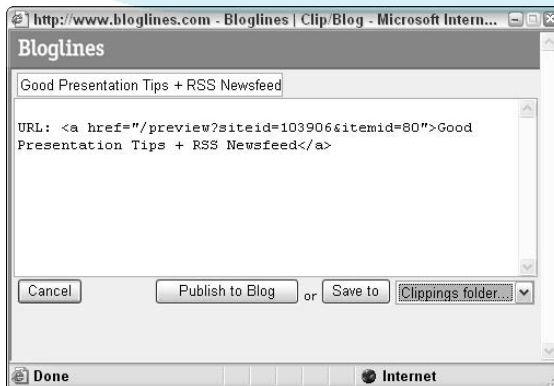 http://www.bloglines.com - Bloglines | Clip/Blog - Microsoft Intern...
Bloglines
Good Presentation Tips + RSS Newsfeed
URL: <a href="/preview?siteid=103906&itemid=80">Good
Presentation Tips + RSS Newsfeed</a>
Cancel Publish to Blog or Save to Clippings folder...
Done Internet